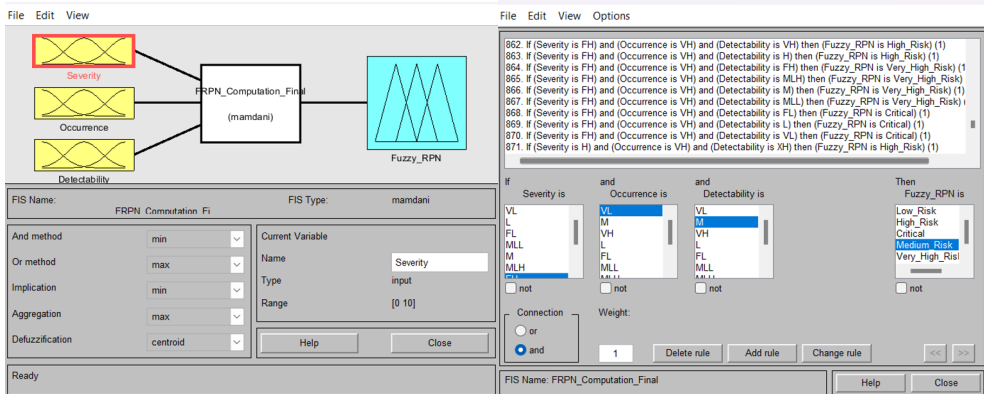 File Edit View
Severity
Occurrence
Detectability
FRPN_Computation_Final
(mamdani)
Fuzzy_RPN
FIS Name: FRPN_Computation_Fi FIS Type: mamdani
And method min
Or method max
Implication min
Aggregation max
Defuzzification centroid
Current Variable
Name Severity
Type input
Range [0 10]
Help Close
Ready
File Edit View Options
862. If (Severity is FH) and (Occurrence is VH) and (Detectability is VH) then (Fuzzy_RPN is High_Risk) (1)
863. If (Severity is FH) and (Occurrence is VH) and (Detectability is H) then (Fuzzy_RPN is High_Risk) (1)
864. If (Severity is FH) and (Occurrence is VH) and (Detectability is FH) then (Fuzzy_RPN is Very_High_Risk) (1
865. If (Severity is FH) and (Occurrence is VH) and (Detectability is MLH) then (Fuzzy_RPN is Very_High_Risk)
866. If (Severity is FH) and (Occurrence is VH) and (Detectability is M) then (Fuzzy_RPN is Very_High_Risk) (1
867. If (Severity is FH) and (Occurrence is VH) and (Detectability is MLL) then (Fuzzy_RPN is Very_High_Risk) (
868. If (Severity is FH) and (Occurrence is VH) and (Detectability is FL) then (Fuzzy_RPN is Critical) (1)
869. If (Severity is FH) and (Occurrence is VH) and (Detectability is L) then (Fuzzy_RPN is Critical) (1)
870. If (Severity is FH) and (Occurrence is VH) and (Detectability is VL) then (Fuzzy_RPN is Critical) (1)
871. If (Severity is H) and (Occurrence is VH) and (Detectability is XH) then (Fuzzy_RPN is High_Risk) (1)
If and and Then
Severity is Occurrence is Detectability is Fuzzy_RPN is
VL VL VL Low_Risk
L M M High_Risk
FL VH VH Critical
MLL L L Medium_Risk
M FL FL Very_High_Risl
MLH MLL MLL
not not not not
Connection Weight:
or
and 1 Delete rule Add rule Change rule << >>
FIS Name: FRPN_Computation_Final Help Close